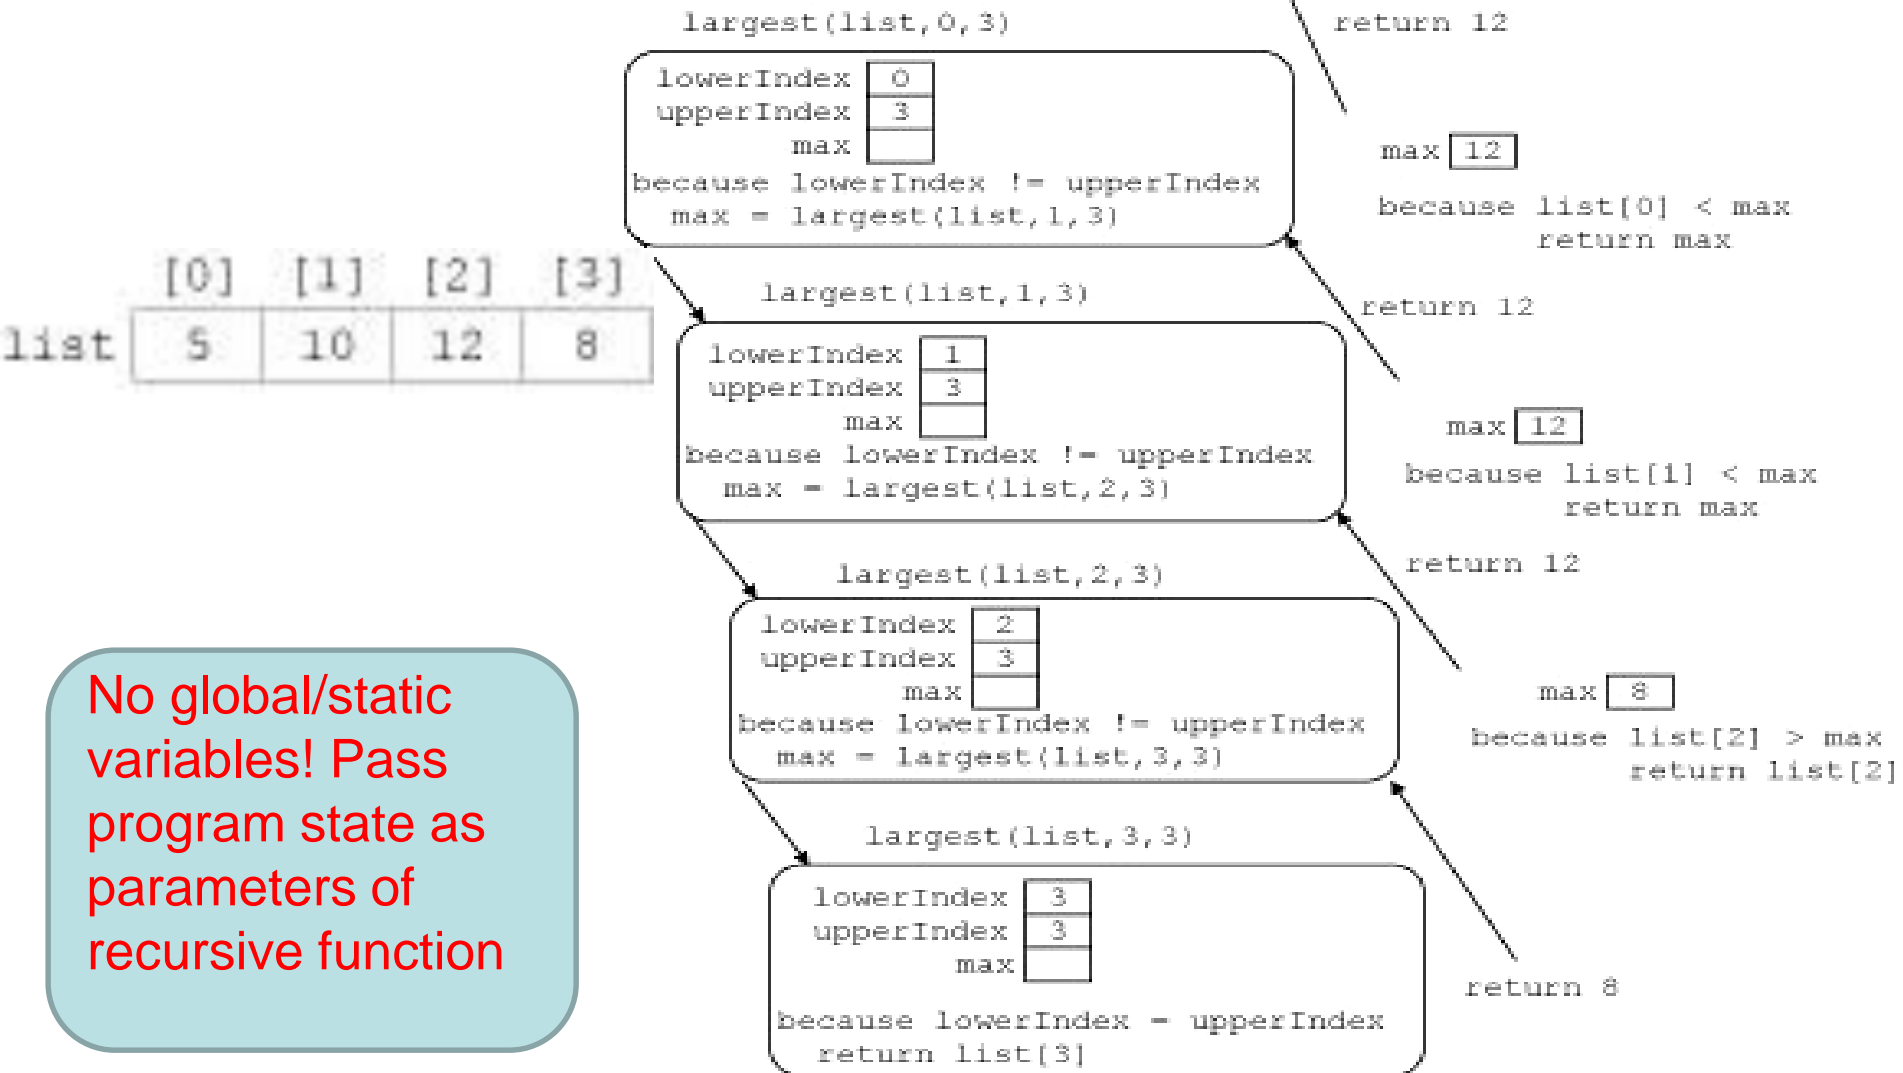 largest(list,0,3)
return 12
lowerIndex 0
upperIndex 3
max
because lowerIndex != upperIndex
max = largest(list,1,3)
max 12
because list[0] < max
return max
[0] [1] [2] [3]
list 5 10 12 8
largest(list,1,3)
return 12
lowerIndex 1
upperIndex 3
max
because lowerIndex != upperIndex
max = largest(list,2,3)
max 12
because list[1] < max
return max
largest(list,2,3)
return 12
lowerIndex 2
upperIndex 3
max
because lowerIndex != upperIndex
max = largest(list,3,3)
max 8
because list[2] > max
return list[2]
No global/static
variables! Pass
program state as
parameters of
recursive function
largest(list,3,3)
lowerIndex 3
upperIndex 3
max
because lowerIndex = upperIndex
return list[3]
return 8